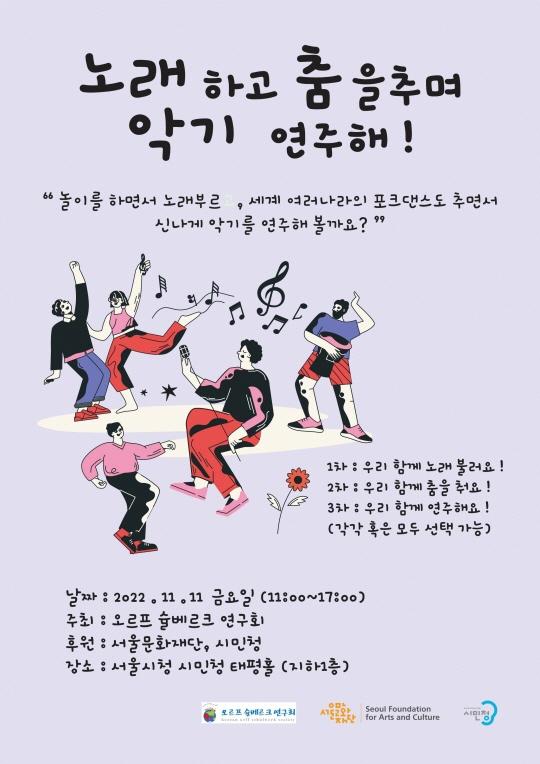 노래 하고 춤을추며
악기 연주해!
“ 놀이를 하면서 노래부르고, 세계 여러나라의 포크댄스도 추면서
신나게 악기를 연주해 볼까요? ”
1차 : 우리 함께 노래 불러요!
2차 : 우리 함께 춤을 춰요!
3차 : 우리 함께 연주해요!
(각각 혹은 모두 선택 가능)
날짜 : 2022 . 11 . 11 금요일 (11:00~17:00)
주최 : 오르프 슐베르크 연구회
후원 : 서울문화재단, 시민청
장소 : 서울시청 시민청 태평홀 (지하1층)
오르프 슐베르크 연구회
서울문화재단
Seoul Foundation
for Arts and Culture
시민청